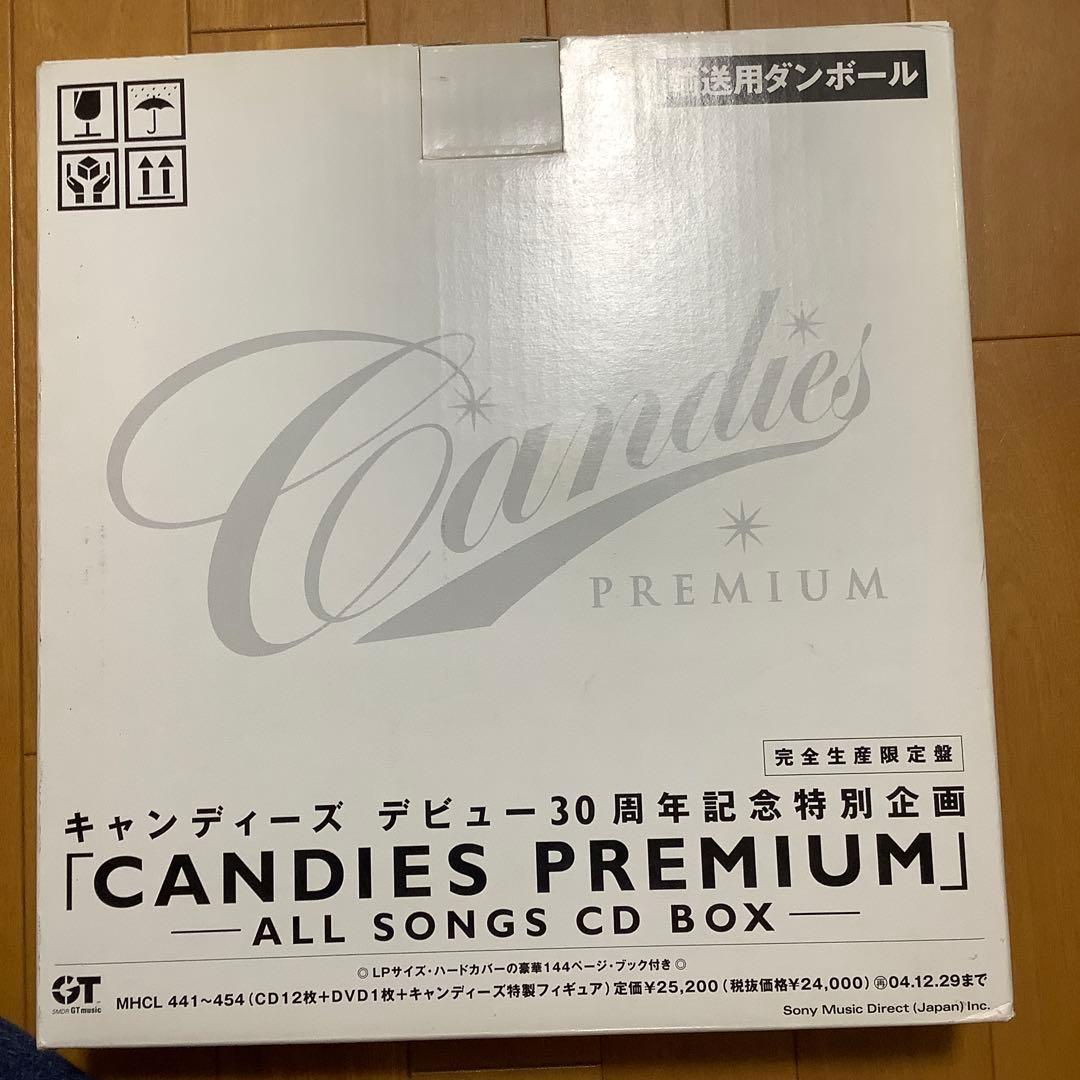 輸送用ダンボール
Candies
PREMIUM
完全生産限定盤
キャンディーズ デビュー30周年記念特別企画
「CANDIES PREMIUM」
ALL SONGS CD BOX
◎LPサイズ・ハードカバーの豪華144ページ・ブック付き◎
GT
SMDR GT music
MHCL 441〜454(CD12枚+DVD1枚+キャンディーズ特製フィギュア)定価¥25,200(税抜価格¥24,000)㊢04.12.29まで
Sony Music Direct (Japan) Inc.